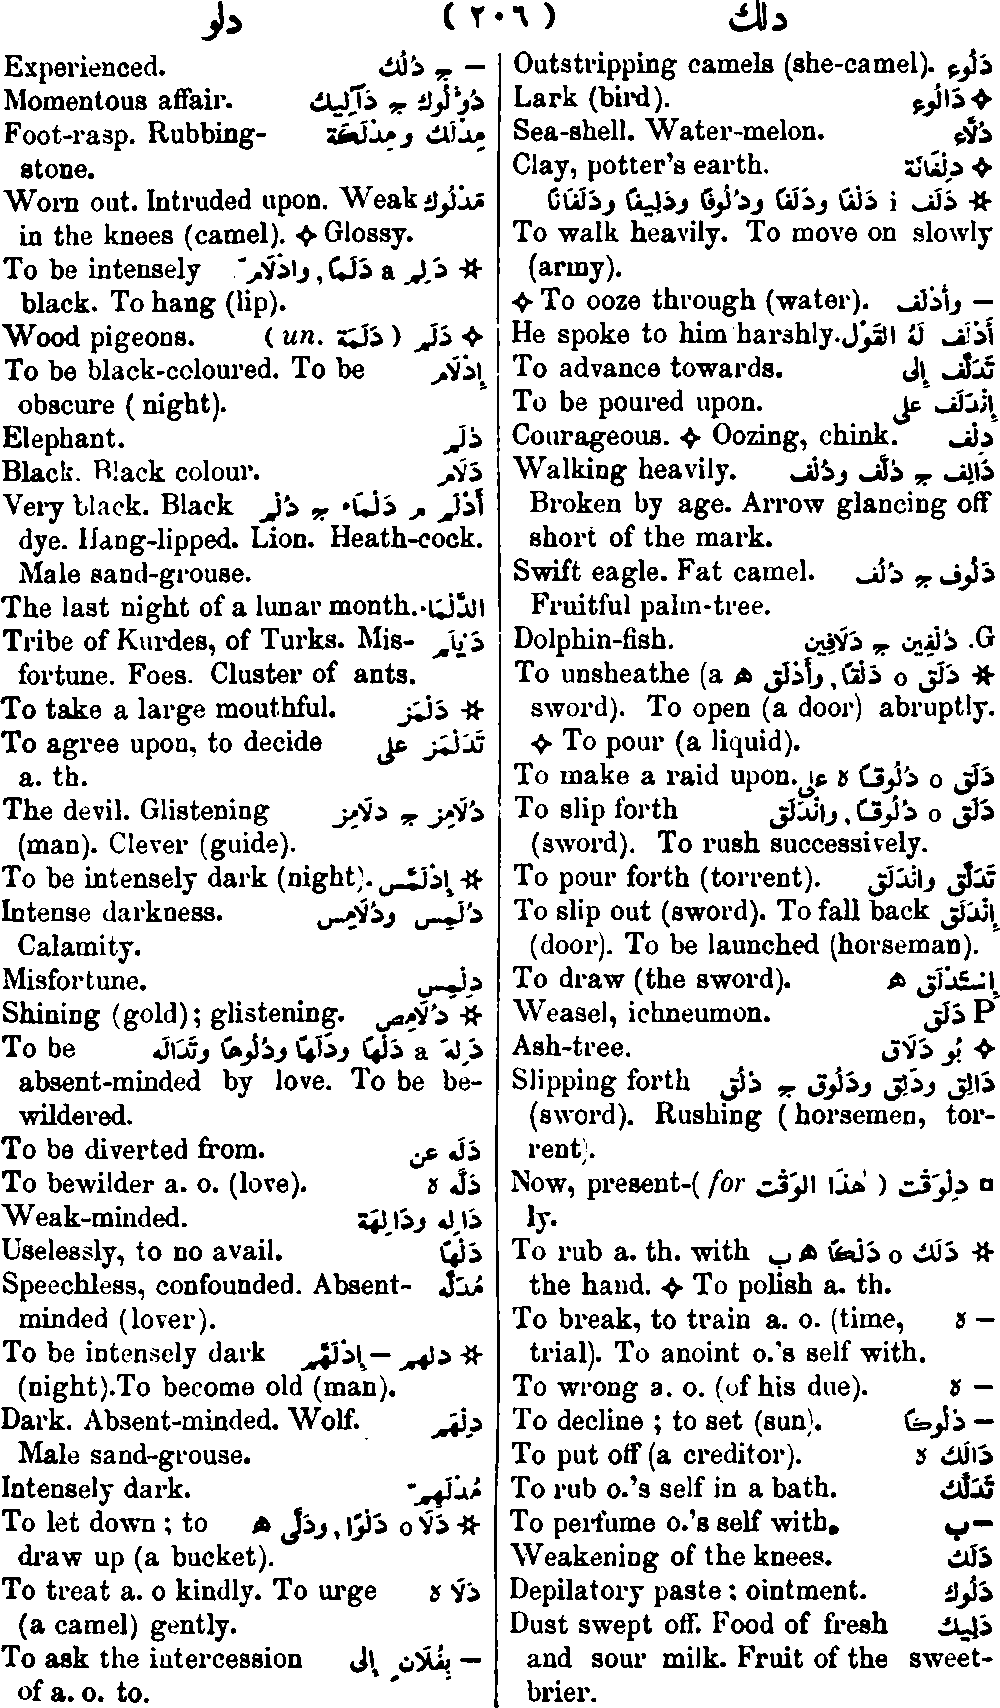 دلو (٢٠٦) دلك
Outstripping camels (she-camel). دَلُوع
Lark (bird). ✧ دَالُوع
Sea-shell. Water-melon. دُلَّاع
Clay, potter's earth. ✧ دِلِغَانَة
✻ دَلَف i دَلْفًا ودَلَفًا ودُلُوفًا ودَلِيفًا ودَلَفَانًا
To walk heavily. To move on slowly
(army).
✧ To ooze through (water). — وأَدْلَف
He spoke to him harshly. أَدْلَف لَهُ القَوْل
To advance towards. تَدَلَّف إِلى
To be poured upon. إِنْدَلَف عَلى
Courageous. ✧ Oozing, chink. دِلْف
Walking heavily. دَالِف ج دُلَّف ودُلُف
Broken by age. Arrow glancing off
short of the mark.
Swift eagle. Fat camel. دَلُوف ج دُلُف
Fruitful palm-tree.
Dolphin-fish. G. دُلْفِين ج دَلَافِين
To unsheathe (a ✻ دَلَق o دَلْقًا, وأَدْلَق ه
sword). To open (a door) abruptly.
✧ To pour (a liquid).
To make a raid upon. دَلَق o دُلُوقًا ه على
To slip forth دَلَق o دُلُوقًا, وانْدَلَق
(sword). To rush successively.
To pour forth (torrent). تَدَلَّق وانْدَلَق
To slip out (sword). To fall back إِنْدَلَق
(door). To be launched (horseman).
To draw (the sword). إِسْتَدْلَق ه
Weasel, ichneumon. P دَلَق
Ash-tree. ✧ بُو دَلَاق
Slipping forth دَالِق ودَلِق ودَلُوق ج دُلُق
(sword). Rushing (horsemen, tor-
rent).
Now, present-(for هٰذَا الوَقْت) دِلْوَقْت □
ly.
To rub a. th. with ✻ دَلَك o دَلْكًا ه ب
the hand. ✧ To polish a. th.
To break, to train a. o. (time, — ه
trial). To anoint o.'s self with.
To wrong a. o. (of his due). — ه
To decline ; to set (sun). — دُلُوكًا
To put off (a creditor). دَالَك ه
To rub o.'s self in a bath. تَدَلَّك
To perfume o.'s self with. — ب
Weakening of the knees. دَلَك
Depilatory paste : ointment. دَلُوك
Dust swept off. Food of fresh دَلِيك
and sour milk. Fruit of the sweet-
brier.
Experienced. — ج دُلُك
Momentous affair. دُؤْلُوك ج دَآلِيك
Foot-rasp. Rubbing- مِدْلَك ومِدْلَكَة
stone.
Worn out. Intruded upon. Weak مَدْلُوك
in the knees (camel). ✧ Glossy.
To be intensely ✻ دَلِم a دَلَمًا, وادْلَامَّ
black. To hang (lip).
Wood pigeons. ✧ دَلَم (un. دَلَمَة)
To be black-coloured. To be إِدْلَامَّ
obscure (night).
Elephant. دَلَم
Black. Black colour. دَلَام
Very black. Black أَدْلَم م دَلْمَاء ج دُلْم
dye. Hang-lipped. Lion. Heath-cock.
Male sand-grouse.
The last night of a lunar month. الدَّلْمَاء
Tribe of Kurdes, of Turks. Mis- دَيْلَم
fortune. Foes. Cluster of ants.
To take a large mouthful. ✻ دَلْمَز
To agree upon, to decide تَدَلْمَز على
a. th.
The devil. Glistening دُلَامِز ج دَلَامِز
(man). Clever (guide).
To be intensely dark (night). ✻ إِدْلَمَّس
Intense darkness. دُلَمِس ودُلَامِس
Calamity.
Misfortune. دِلْمِس
Shining (gold); glistening. ✻ دُلَامِص
To be ✻ دَلِه a دَلْهًا ودَلَهًا ودُلُوهًا وتَدَلَّه
absent-minded by love. To be be-
wildered.
To be diverted from. دَلَه عن
To bewilder a. o. (love). دَلَّه ه
Weak-minded. دَالِه ودَالِهَة
Uselessly, to no avail. دَلْهًا
Speechless, confounded. Absent- مُدَلَّه
minded (lover).
To be intensely dark ✻ دلهم — إِدْلَهَمَّ
(night). To become old (man).
Dark. Absent-minded. Wolf. دِلْهَم
Male sand-grouse.
Intensely dark. مُدْلَهِمّ
To let down ; to ✻ دَلَا o دَلْوًا, ودَلَّى ه
draw up (a bucket).
To treat a. o kindly. To urge دَلَا ه
(a camel) gently.
To ask the intercession — بِفُلَانٍ إِلى
of a. o. to.